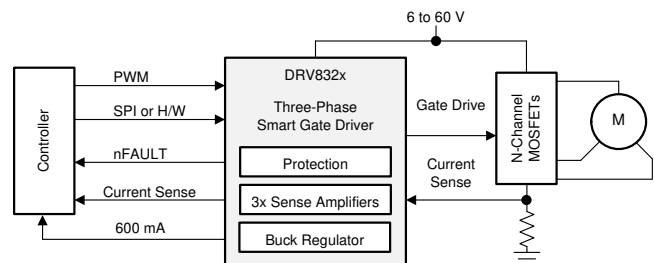 6 to 60 V
DRV832x
Three-Phase
Smart Gate Driver
Protection
3x Sense Amplifiers
Buck Regulator
Controller
PWM
SPI or H/W
nFAULT
Current Sense
600 mA
Gate Drive
Current
Sense
N-Channel
MOSFETs
M